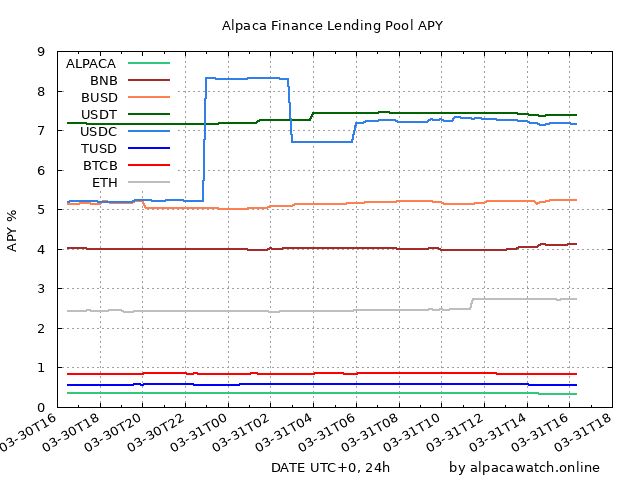 Alpaca Finance Lending Pool APY
9
8
7
6
5
4
3
2
1
0
APY %
ALPACA
BNB
BUSD
USDT
USDC
TUSD
BTCB
ETH
03-30T16
03-30T18
03-30T20
03-30T22
03-31T00
03-31T02
03-31T04
03-31T06
03-31T08
03-31T10
03-31T12
03-31T14
03-31T16
03-31T18
DATE UTC+0, 24h
by alpacawatch.online